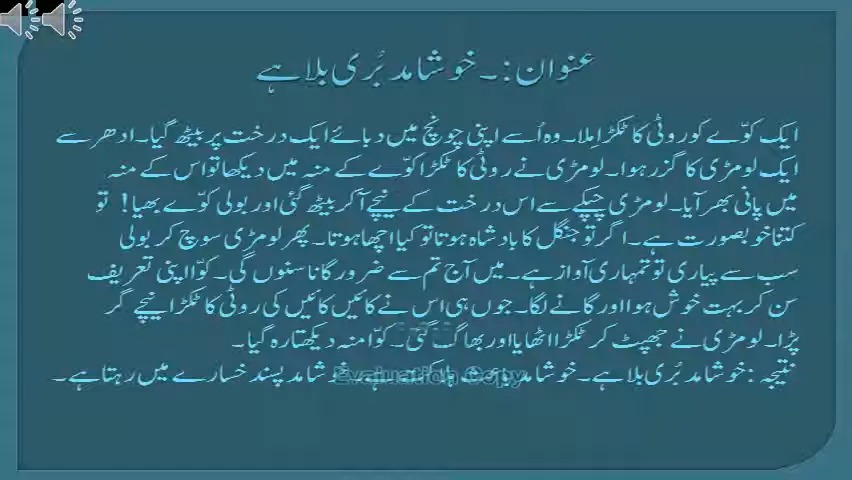 عنوان :۔ خوشامد بُری بلا ہے
ایک کوّے کو روٹی کا ٹکڑا مِلا۔ وہ اُسے اپنی چونچ میں دبائے ایک درخت پر بیٹھ گیا۔ ادھر سے
ایک لومڑی کا گزر ہوا۔ لومڑی نے روٹی کا ٹکڑا کوّے کے منہ میں دیکھا تو اس کے منہ
میں پانی بھر آیا۔ لومڑی چپکے سے اس درخت کے نیچے آ کر بیٹھ گئی اور بولی کوّے بھیا! تو
کتنا خوبصورت ہے۔ اگر تو جنگل کا بادشاہ ہوتا تو کیا اچھا ہوتا۔ پھر لومڑی سوچ کر بولی
سب سے پیاری تو تمہاری آواز ہے۔ میں آج تم سے ضرور گانا سنوں گی۔ کوّا اپنی تعریف
سن کر بہت خوش ہوا اور گانے لگا۔ جوں ہی اس نے کائیں کائیں کی روٹی کا ٹکڑا نیچے گر
پڑا۔ لومڑی نے جھپٹ کر ٹکڑا اٹھایا اور بھاگ گئی۔ کوّا منہ دیکھتا رہ گیا۔
نتیجہ : خوشامد بُری بلا ہے۔ خوشامد ہے۔ خوشامد پسند خسارے میں رہتا ہے۔
Evaluation Copy